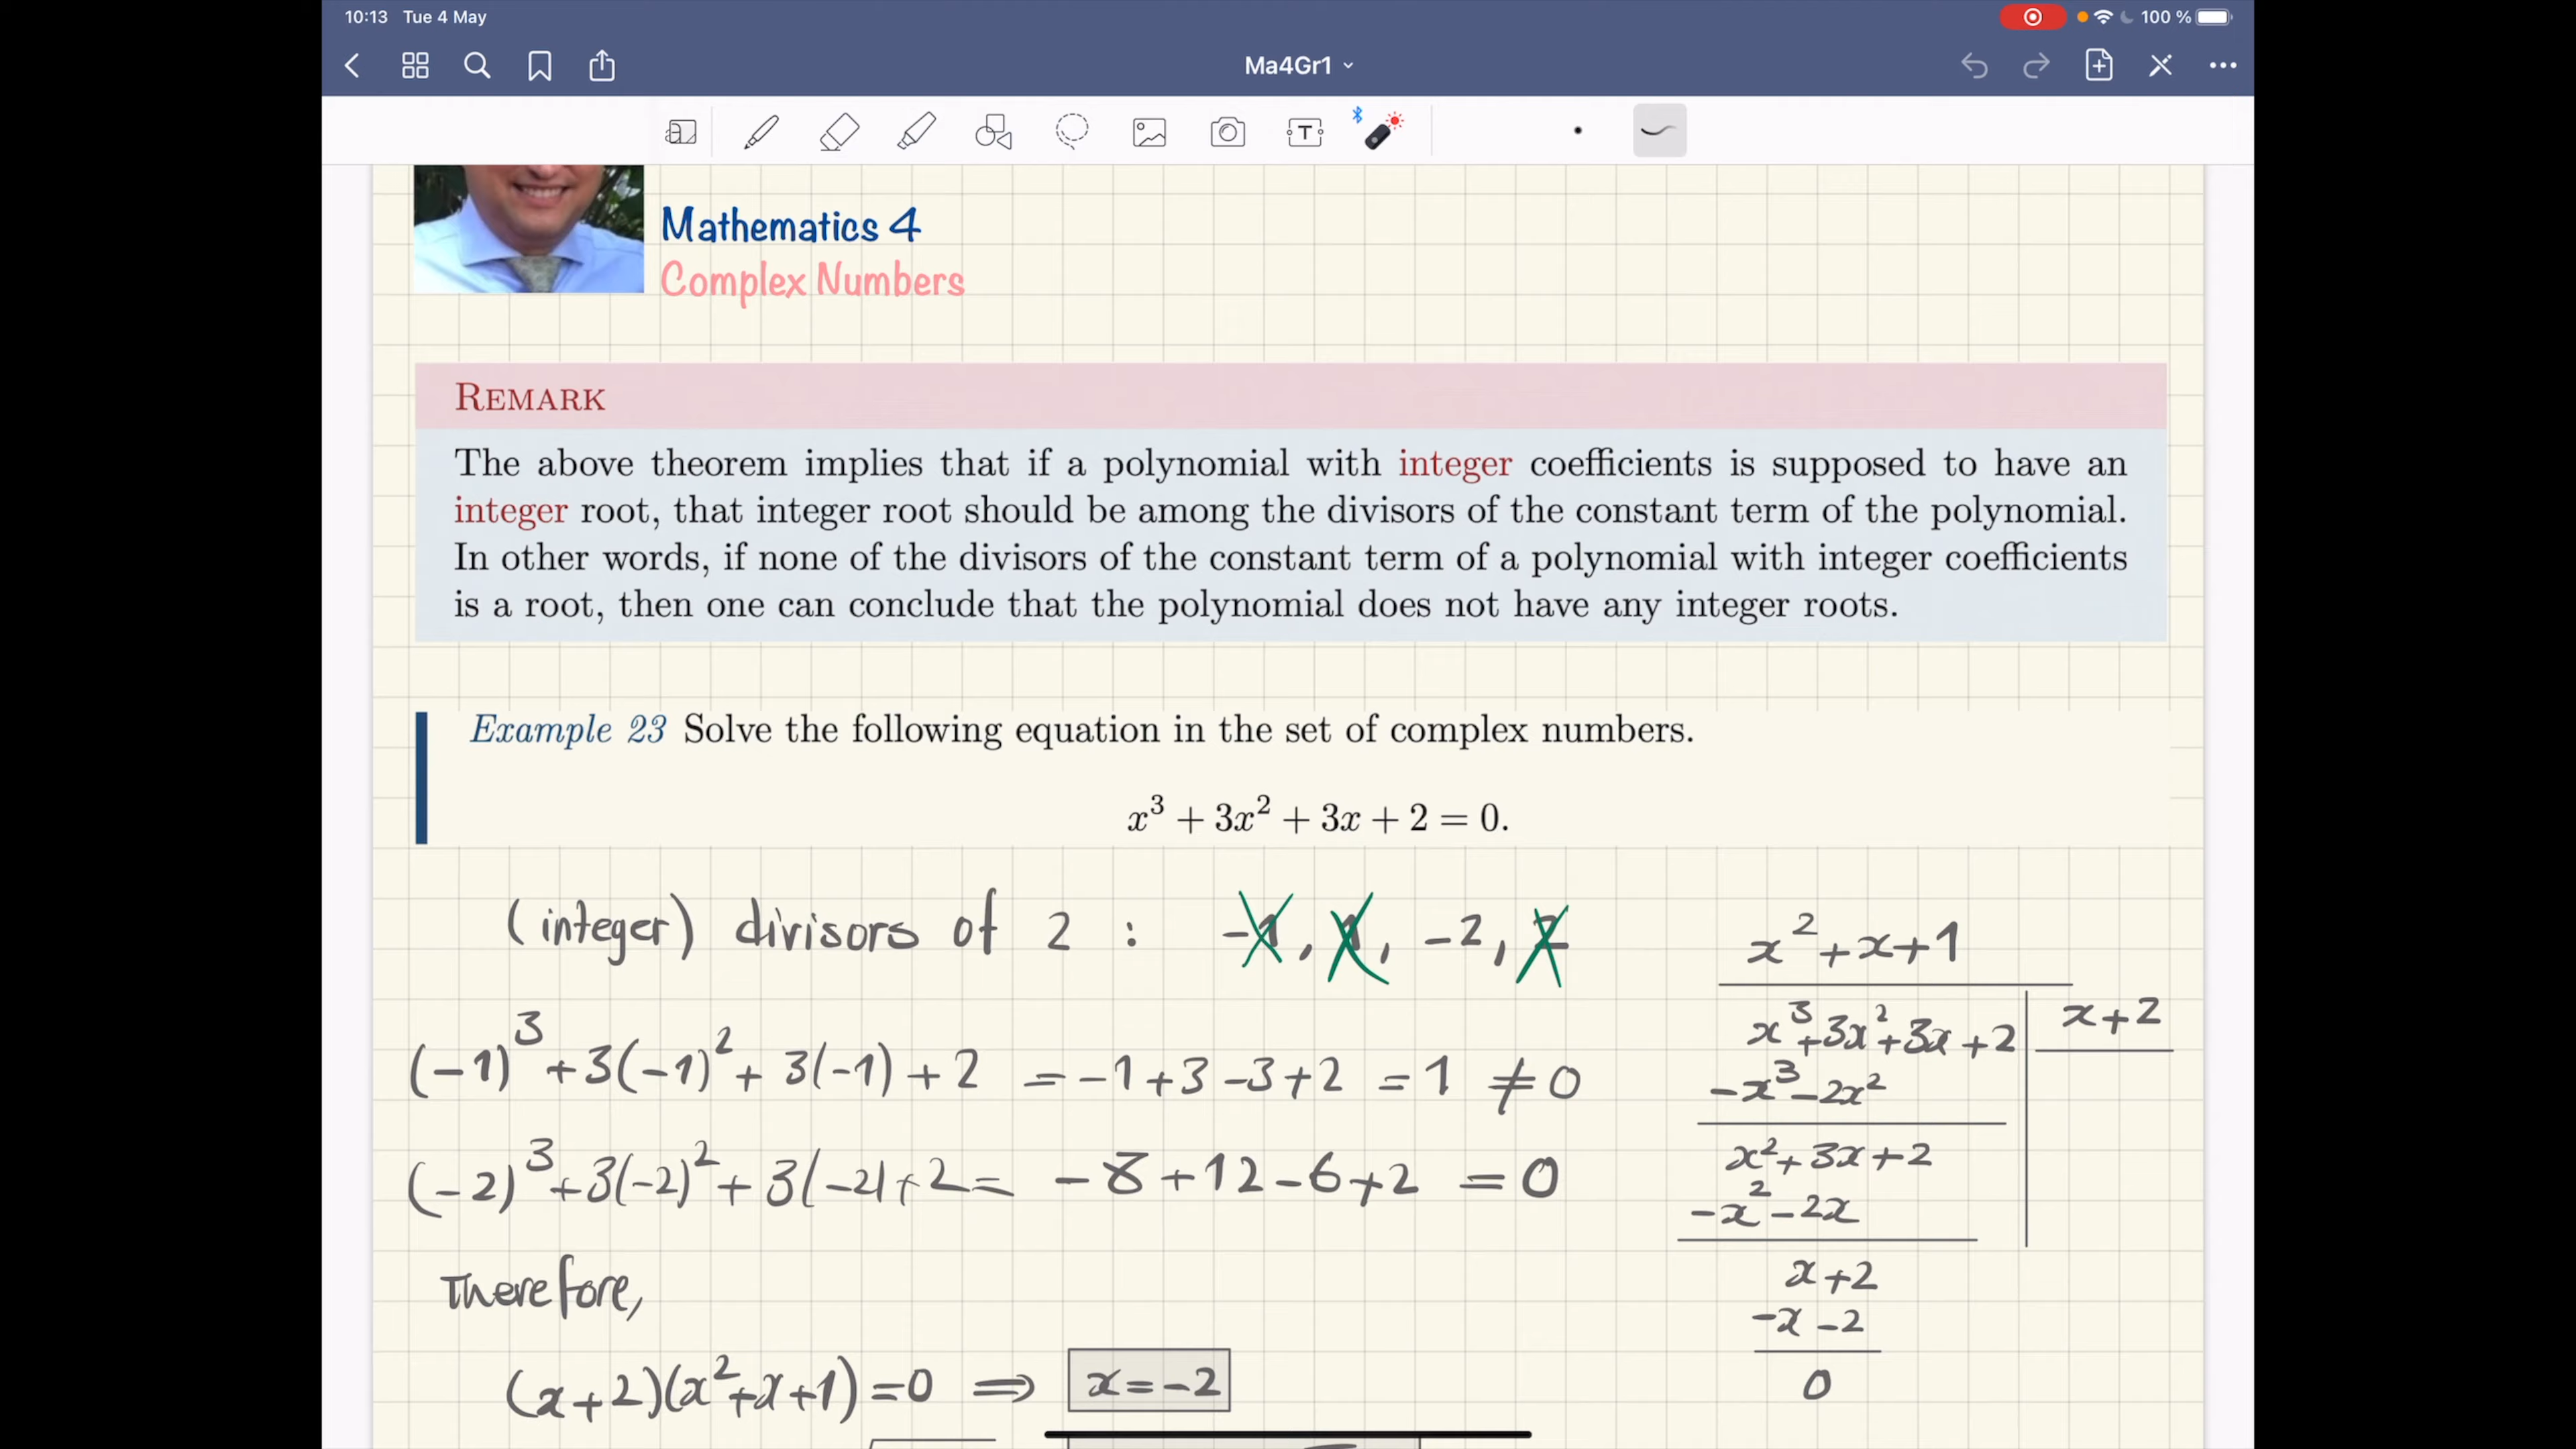 10:13 Tue 4 May
100 %
Ma4Gr1
Mathematics 4
Complex Numbers
REMARK
The above theorem implies that if a polynomial with integer coefficients is supposed to have an
integer root, that integer root should be among the divisors of the constant term of the polynomial.
In other words, if none of the divisors of the constant term of a polynomial with integer coefficients
is a root, then one can conclude that the polynomial does not have any integer roots.
Example 23 Solve the following equation in the set of complex numbers.
x³ + 3x² + 3x + 2 = 0.
(integer) divisors of 2 : -1, 1, -2, 2
(-1)³ + 3(-1)² + 3(-1) + 2 = -1 + 3 - 3 + 2 = 1 ≠ 0
(-2)³ + 3(-2)² + 3(-2) + 2 = -8 + 12 - 6 + 2 = 0
Therefore,
(x+2)(x²+x+1) = 0 ⇒ x = -2
x² + x + 1
x³ + 3x² + 3x + 2 | x + 2
-x³ - 2x²
x² + 3x + 2
-x² - 2x
x + 2
-x - 2
0